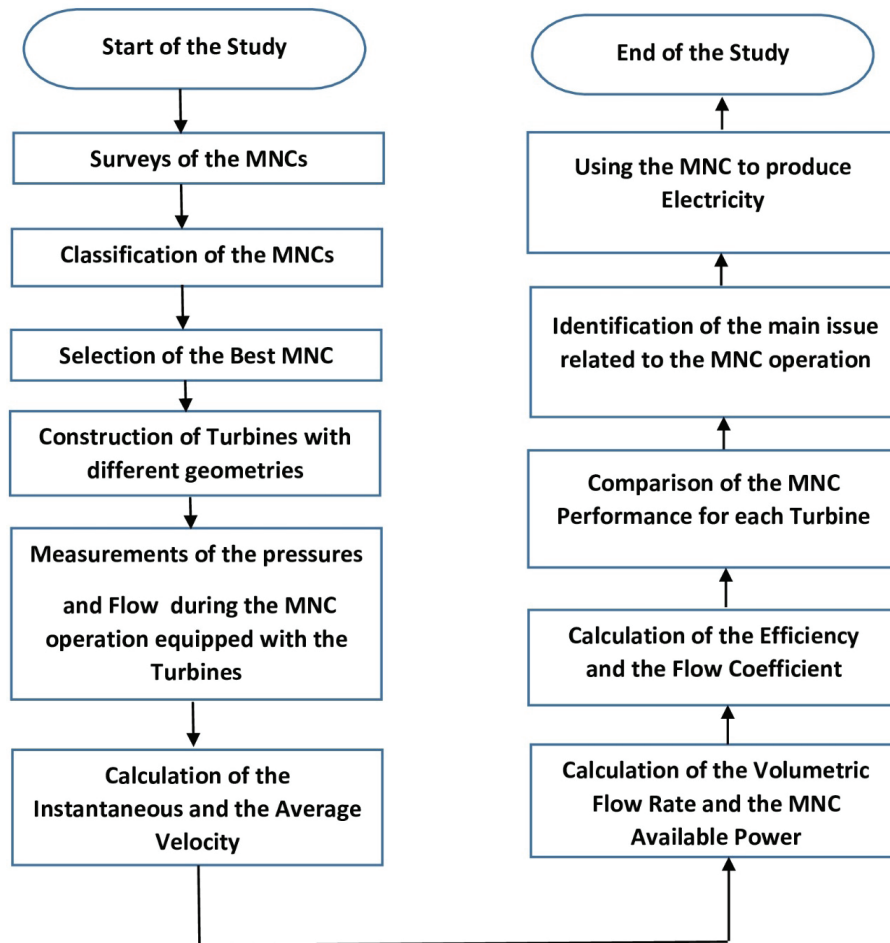 Start of the Study
Surveys of the MNCs
Classification of the MNCs
Selection of the Best MNC
Construction of Turbines with
different geometries
Measurements of the pressures
and Flow during the MNC
operation equipped with the
Turbines
Calculation of the
Instantaneous and the Average
Velocity
Calculation of the Volumetric
Flow Rate and the MNC
Available Power
Calculation of the Efficiency
and the Flow Coefficient
Comparison of the MNC
Performance for each Turbine
Identification of the main issue
related to the MNC operation
Using the MNC to produce
Electricity
End of the Study